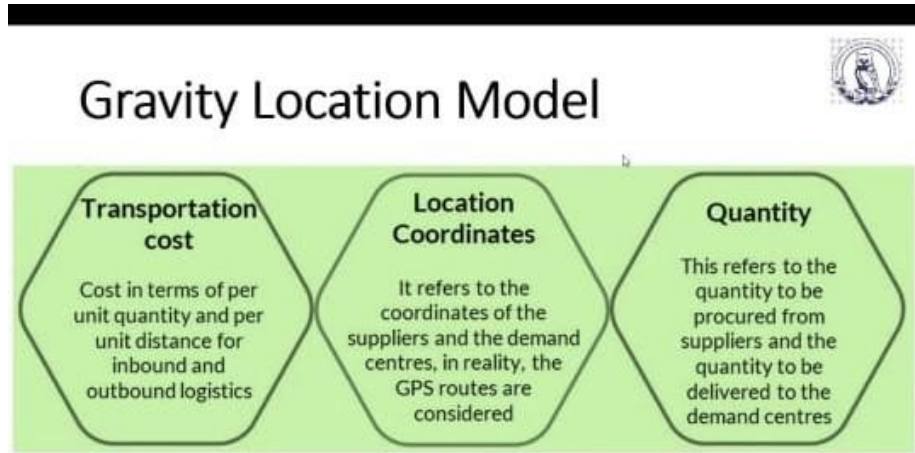 Gravity Location Model
Transportation
cost
Cost in terms of per
unit quantity and per
unit distance for
inbound and
outbound logistics
Location
Coordinates
It refers to the
coordinates of the
suppliers and the demand
centres, in reality, the
GPS routes are
considered
Quantity
This refers to the
quantity to be
procured from
suppliers and the
quantity to be
delivered to the
demand centres